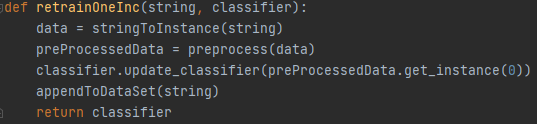 def retrainOneInc(string, classifier):
    data = stringToInstance(string)
    preProcessedData = preprocess(data)
    classifier.update_classifier(preProcessedData.get_instance(0))
    appendToDataSet(string)
    return classifier